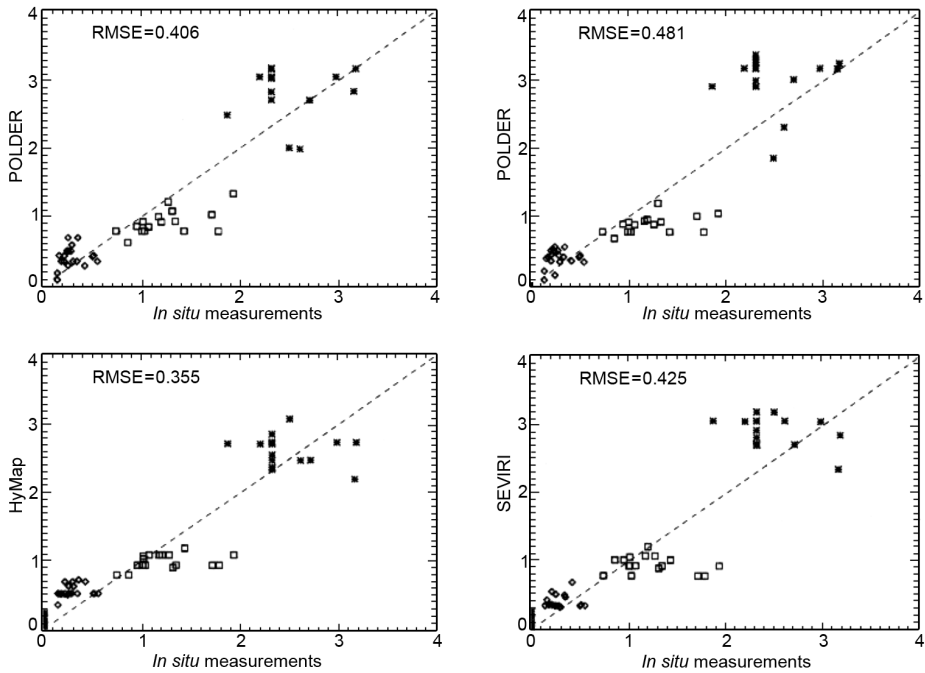 RMSE=0.406
4
3
2
1
0
POLDER
0 1 2 3 4
In situ measurements
RMSE=0.481
4
3
2
1
0
POLDER
0 1 2 3 4
In situ measurements
RMSE=0.355
4
3
2
1
0
HyMap
0 1 2 3 4
In situ measurements
RMSE=0.425
4
3
2
1
0
SEVIRI
0 1 2 3 4
In situ measurements